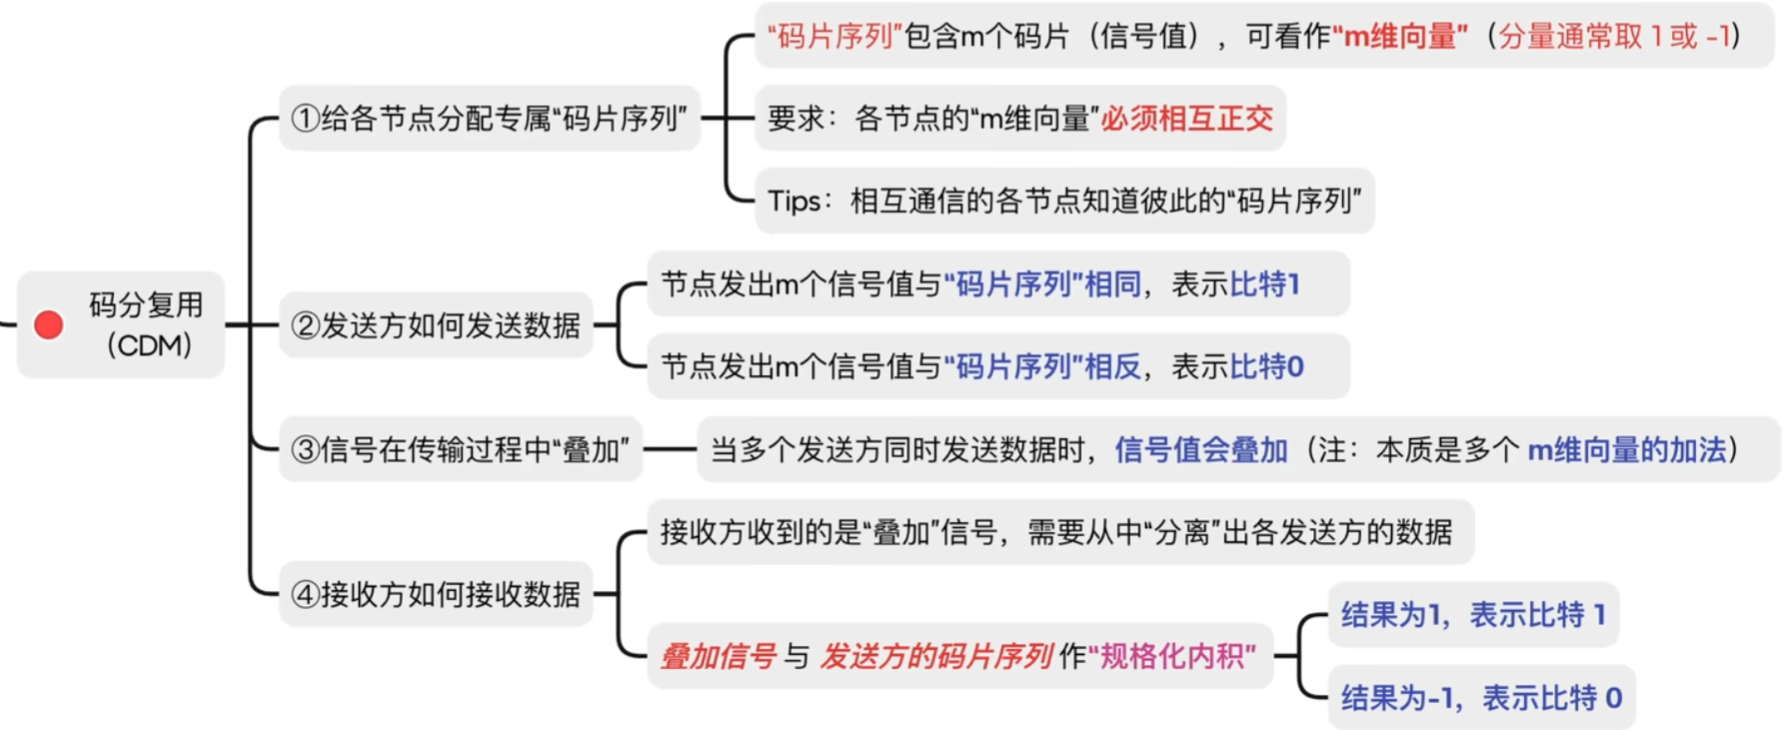 码分复用
（CDM）
①给各节点分配专属“码片序列”
“码片序列”包含m个码片（信号值），可看作“m维向量”（分量通常取 1 或 -1）
要求：各节点的“m维向量”必须相互正交
Tips：相互通信的各节点知道彼此的“码片序列”
②发送方如何发送数据
节点发出m个信号值与“码片序列”相同，表示比特1
节点发出m个信号值与“码片序列”相反，表示比特0
③信号在传输过程中“叠加”
当多个发送方同时发送数据时，信号值会叠加（注：本质是多个 m维向量的加法）
④接收方如何接收数据
接收方收到的是“叠加”信号，需要从中“分离”出各发送方的数据
叠加信号 与 发送方的码片序列 作“规格化内积”
结果为1，表示比特 1
结果为-1，表示比特 0